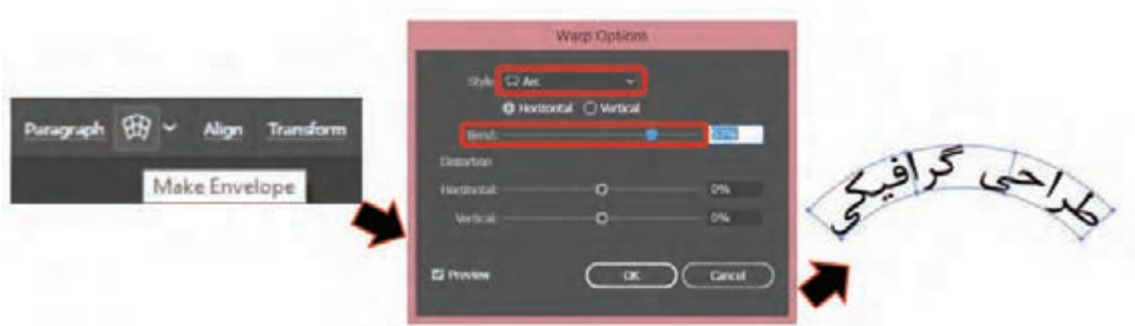 Paragraph Align Transform
Make Envelope
Warp Options
Style: Arc
Horizontal Vertical
Bend:
Distortion
Horizontal: 0%
Vertical: 0%
Preview OK Cancel
طراحی گرافیکی